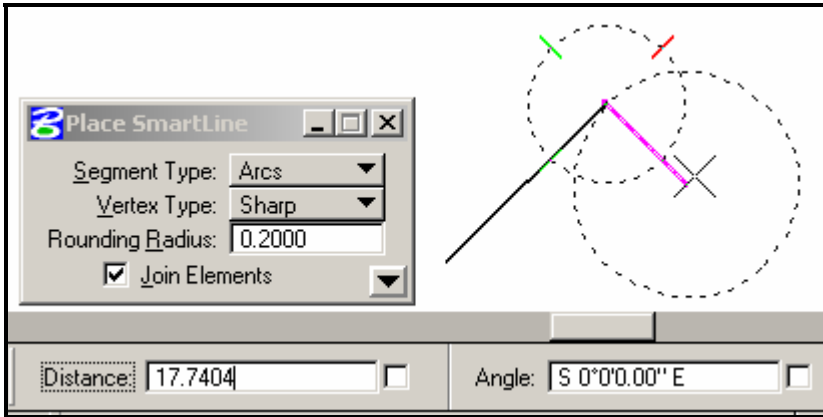 Place SmartLine
Segment Type: Arcs
Vertex Type: Sharp
Rounding Radius: 0.2000
Join Elements
Distance: 17.7404 Angle: S 0°0'0.00" E